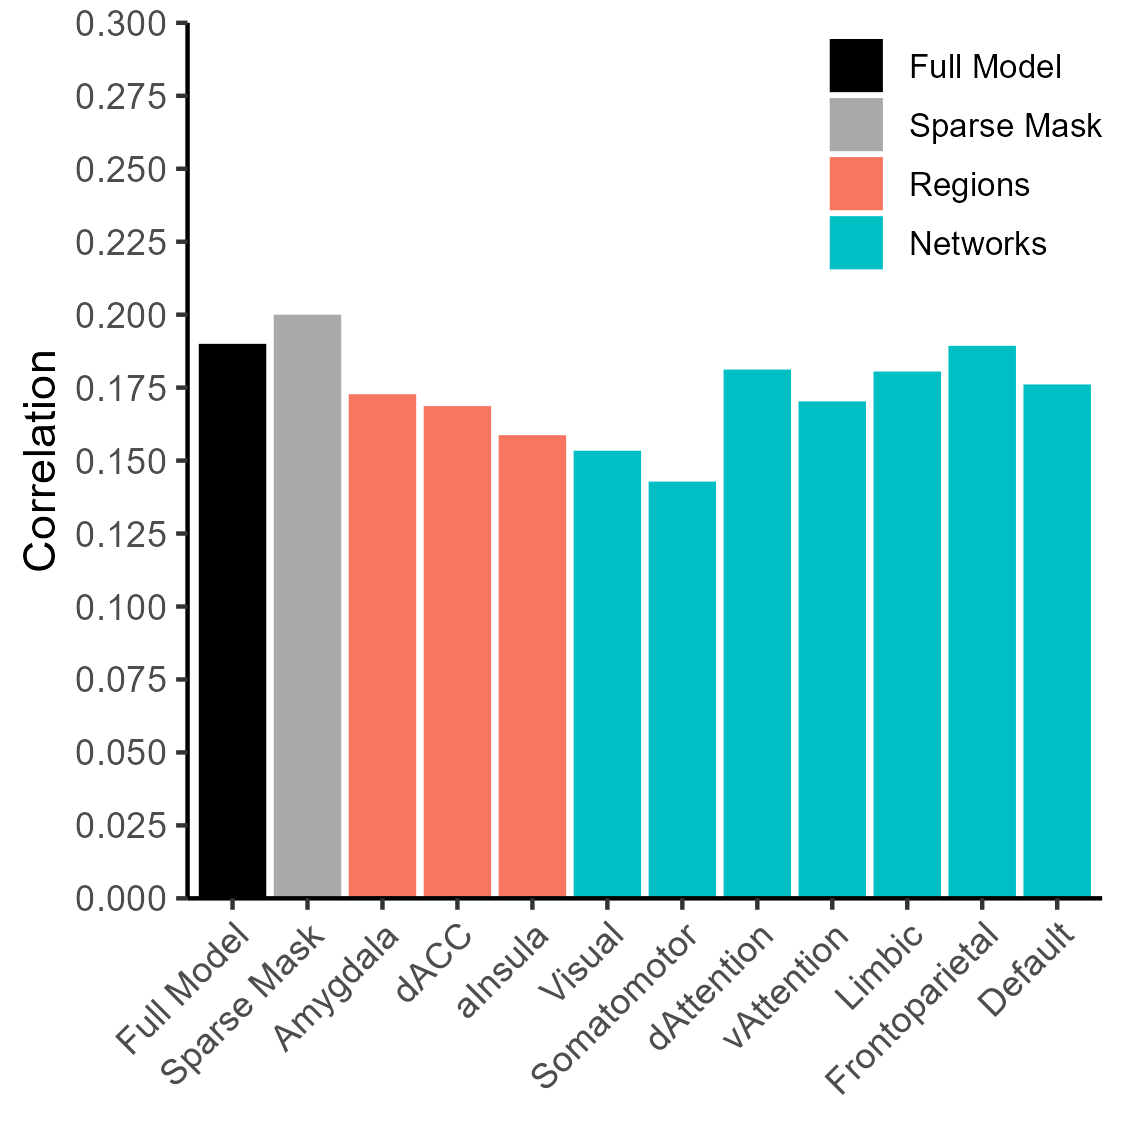 0.300
0.275
0.250
0.225
0.200
0.175
0.150
0.125
0.100
0.075
0.050
0.025
0.000
Correlation
Full Model
Sparse Mask
Regions
Networks
Full Model
Sparse Mask
Amygdala
dACC
aInsula
Visual
Somatomotor
dAttention
vAttention
Limbic
Frontoparietal
Default